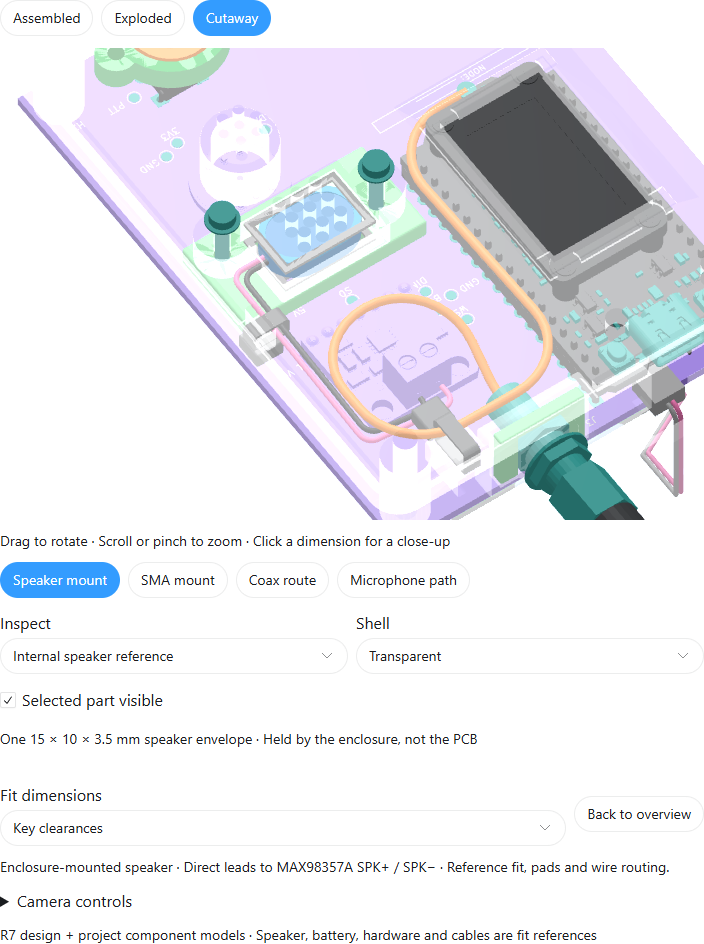 Assembled
Exploded
Cutaway
PTT
3V3
GND
GND
Drag to rotate · Scroll or pinch to zoom · Click a dimension for a close-up
Speaker mount
SMA mount
Coax route
Microphone path
Inspect
Shell
Internal speaker reference
Transparent
Selected part visible
One 15 × 10 × 3.5 mm speaker envelope · Held by the enclosure, not the PCB
Fit dimensions
Key clearances
Back to overview
Enclosure-mounted speaker · Direct leads to MAX98357A SPK+ / SPK− · Reference fit, pads and wire routing.
Camera controls
R7 design + project component models · Speaker, battery, hardware and cables are fit references